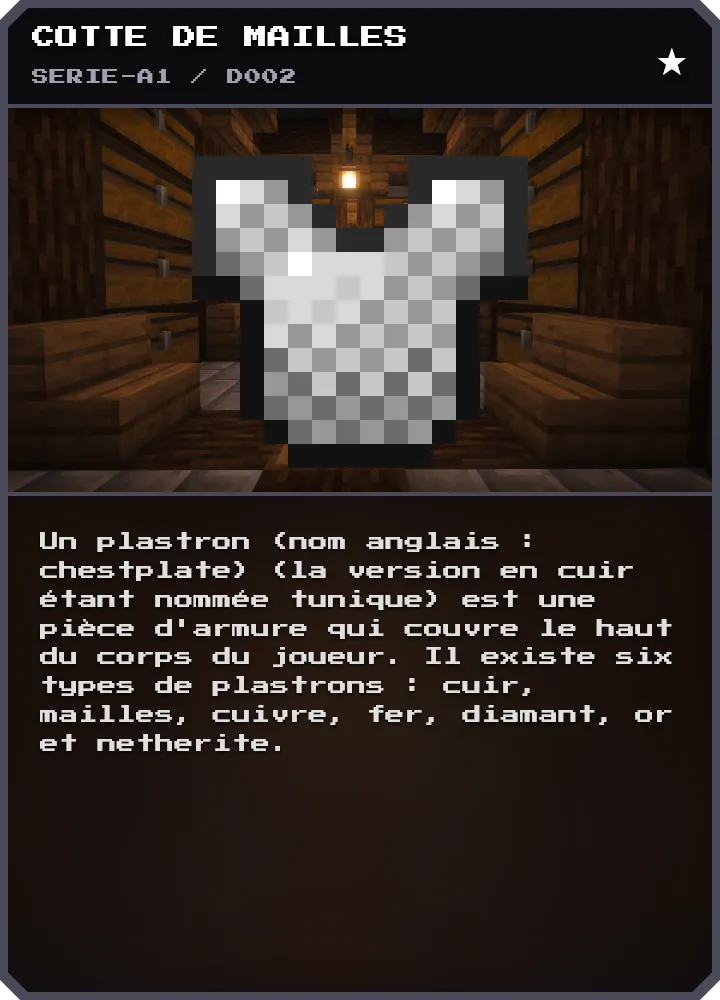 COTTE DE MAILLES
SERIE-A1 / D002
Un plastron (nom anglais :
chestplate) (la version en cuir
étant nommée tunique) est une
pièce d'armure qui couvre le haut
du corps du joueur. Il existe six
types de plastrons : cuir,
mailles, cuivre, fer, diamant, or
et netherite.